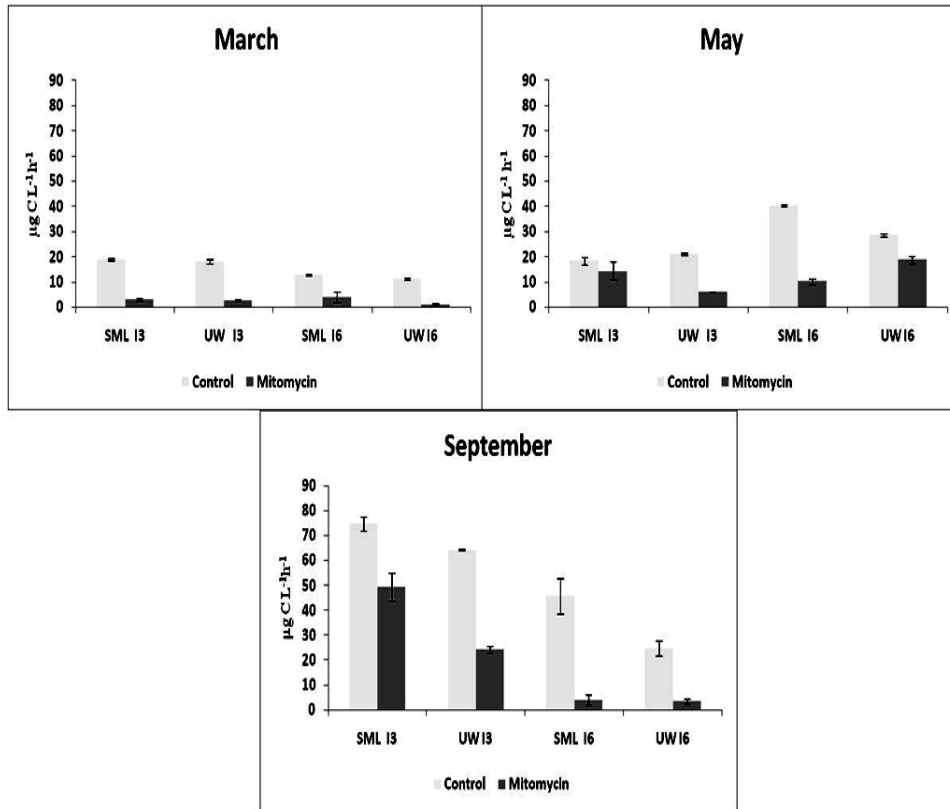 March
90
80
70
60
50
40
30
20
10
0
µg C L⁻¹ h⁻¹
SML I3 UW I3 SML I6 UW I6
Control Mitomycin
May
90
80
70
60
50
40
30
20
10
0
µg C L⁻¹ h⁻¹
SML I3 UW I3 SML I6 UW I6
Control Mitomycin
September
90
80
70
60
50
40
30
20
10
0
µg C L⁻¹h⁻¹
SML I3 UW I3 SML I6 UW I6
Control Mitomycin